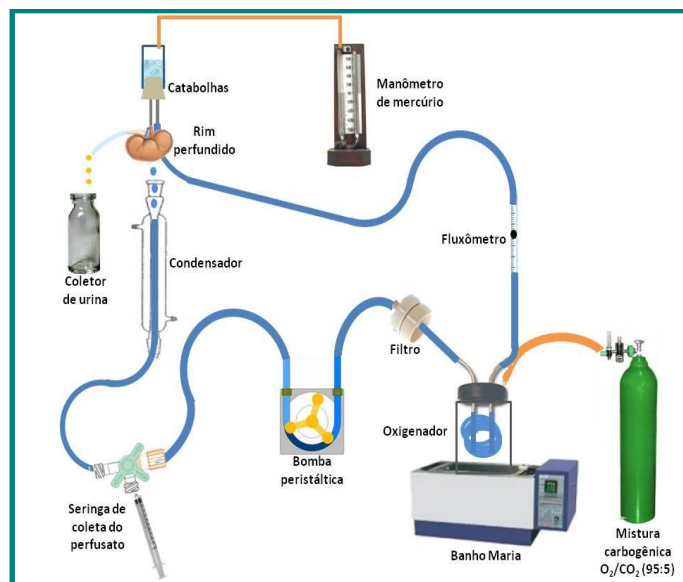 Catabolhas
Manômetro
de mercúrio
Rim
perfundido
Fluxômetro
Coletor
de urina
Condensador
Filtro
Oxigenador
Bomba
peristáltica
Seringa de
coleta do
perfusato
Banho Maria
Mistura
carbogênica
O₂/CO₂ (95:5)